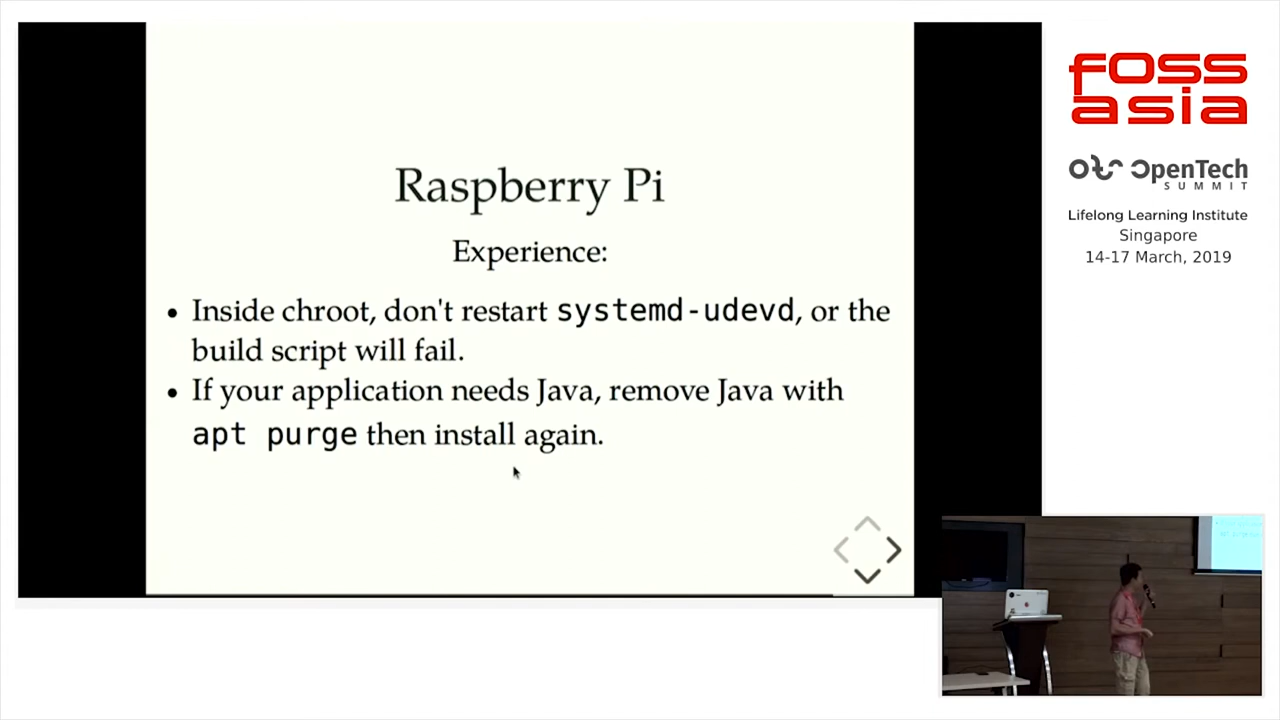 Raspberry Pi
Experience:
• Inside chroot, don't restart systemd-udevd, or the
build script will fail.
• If your application needs Java, remove Java with
apt purge then install again.
FOSS
asia
OpenTech
SUMMIT
Lifelong Learning Institute
Singapore
14-17 March, 2019